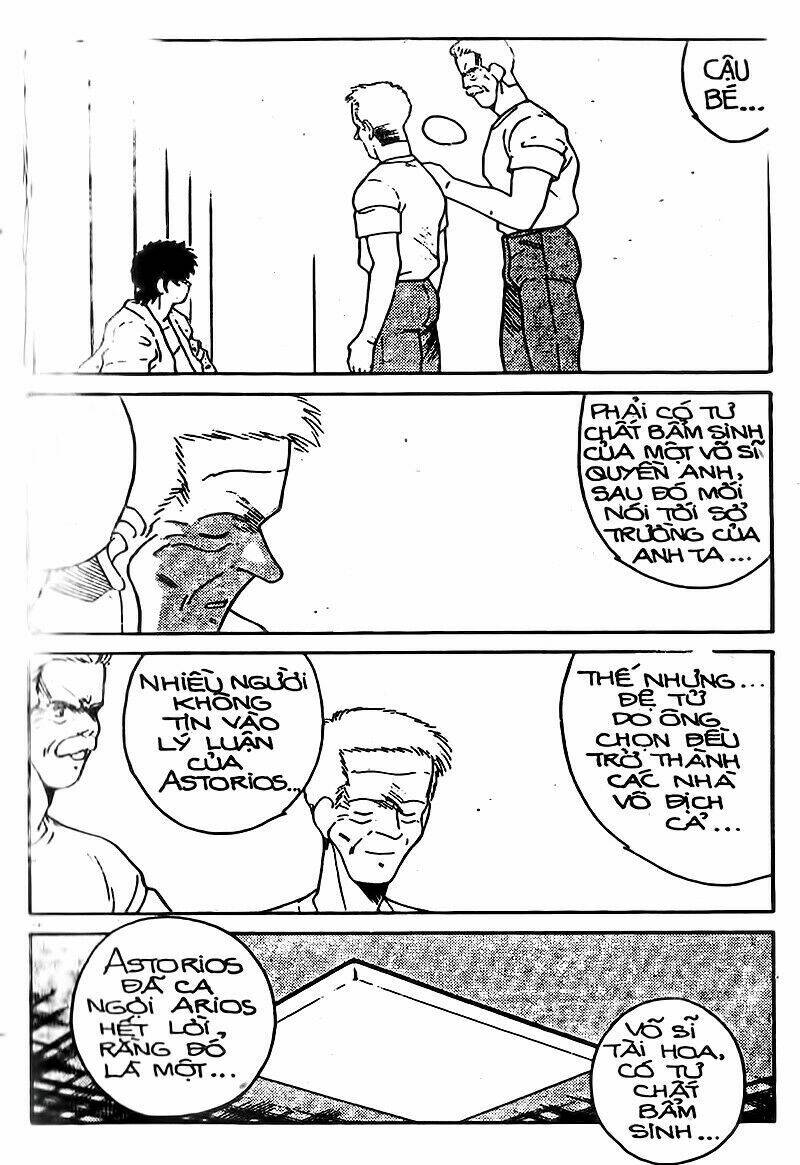 CẬU
BÉ...
PHẢI CÓ TƯ
CHẤT BẨM SINH
CỦA MỘT VÕ SĨ
QUYỀN ANH,
SAU ĐÓ MỚI
NÓI TỚI SỞ
TRƯỜNG CỦA
ANH TA...
THẾ NHƯNG...
ĐỆ TỬ
DO ÔNG
CHỌN ĐỀU
TRỞ THÀNH
CÁC NHÀ
VÔ ĐỊCH
CẢ...
NHIỀU NGƯỜI
KHÔNG
TIN VÀO
LÝ LUẬN
CỦA
ASTORIOS...
ASTORIOS
ĐÃ CA
NGỢI ARIOS
HẾT LỜI,
RẰNG ĐÓ
LÀ MỘT...
VÕ SĨ
TÀI HOA,
CÓ TƯ
CHẤT
BẨM
SINH...